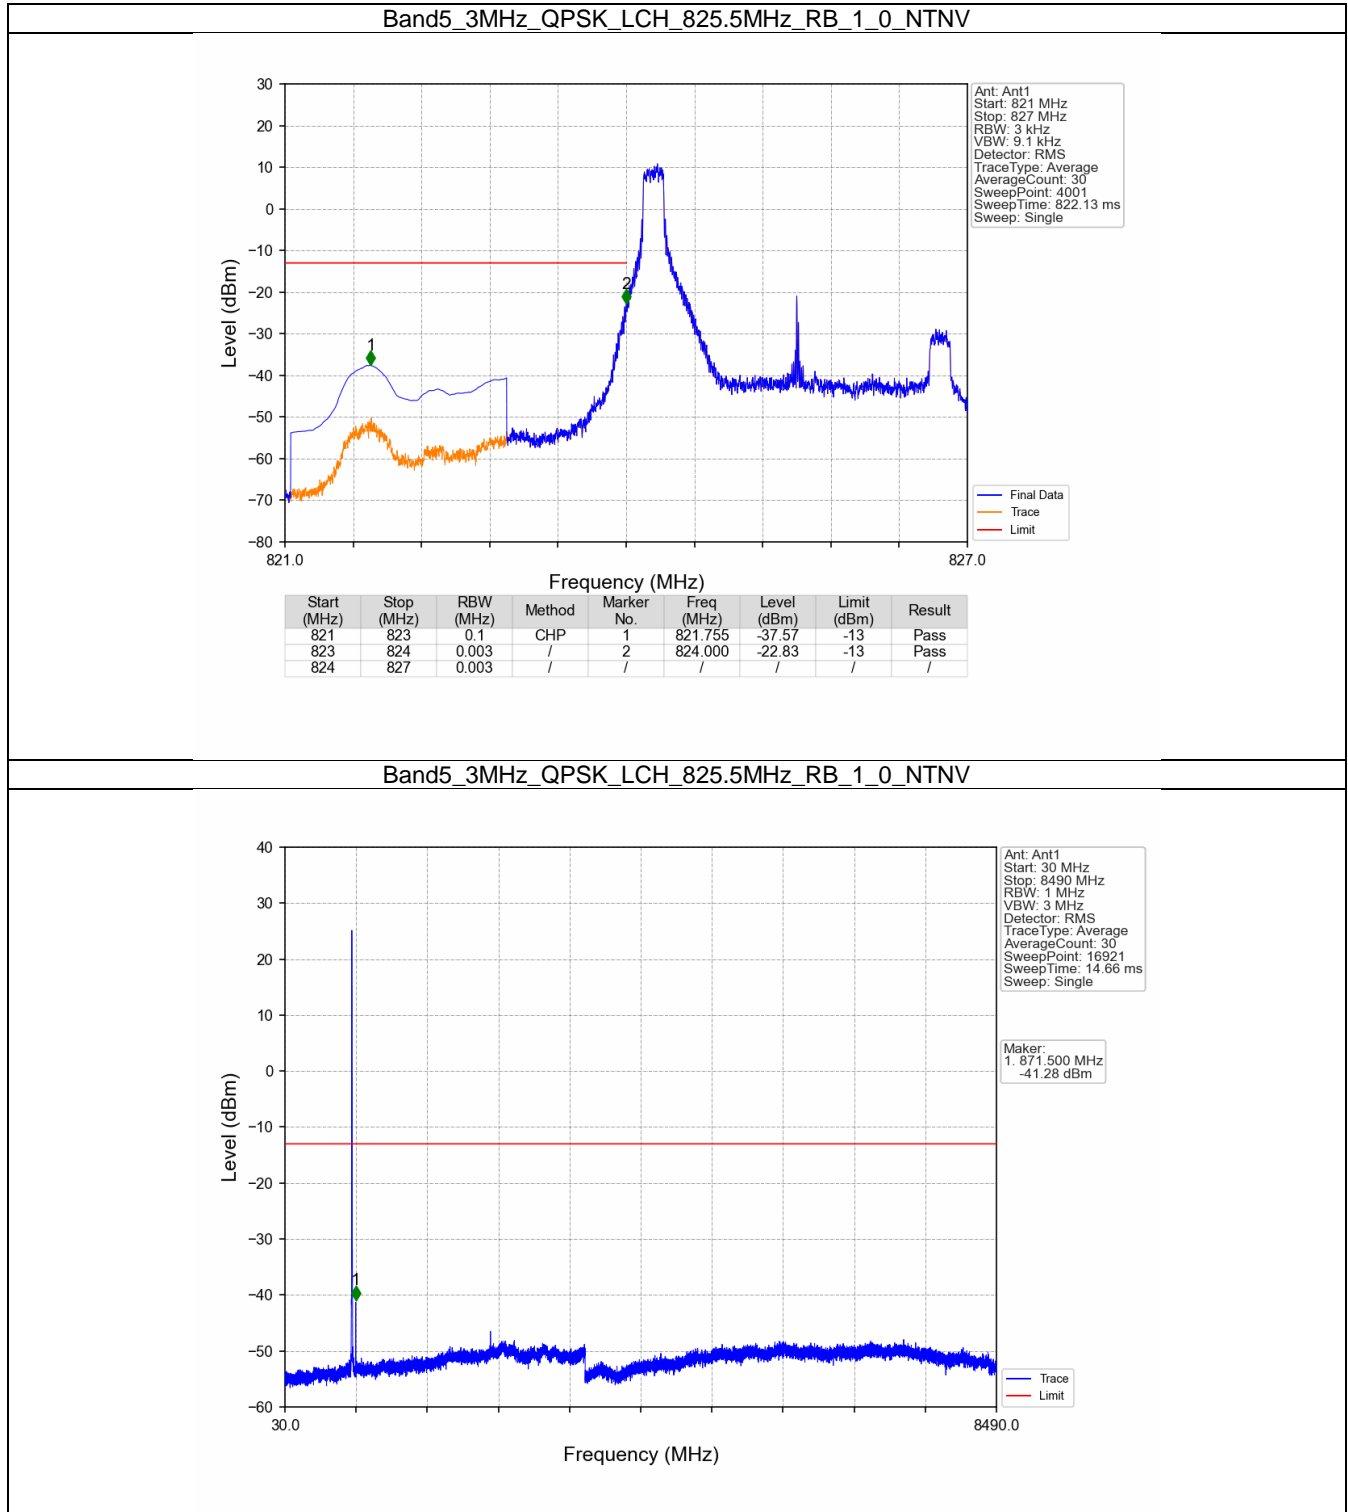 Band5_3MHz_QPSK_LCH_825.5MHz_RB_1_0_NTNV
30
20
10
0
−10
−20
−30
−40
−50
−60
−70
−80
Level (dBm)
1
2
821.0
827.0
Frequency (MHz)
Ant: Ant1
Start: 821 MHz
Stop: 827 MHz
RBW: 3 kHz
VBW: 9.1 kHz
Detector: RMS
TraceType: Average
AverageCount: 30
SweepPoint: 4001
SweepTime: 822.13 ms
Sweep: Single
Final Data
Trace
Limit
Start (MHz) Stop (MHz) RBW (MHz) Method Marker No. Freq (MHz) Level (dBm) Limit (dBm) Result
821 823 0.1 CHP 1 821.755 -37.57 -13 Pass
823 824 0.003 / 2 824.000 -22.83 -13 Pass
824 827 0.003 / / / / / /
Band5_3MHz_QPSK_LCH_825.5MHz_RB_1_0_NTNV
40
30
20
10
0
−10
−20
−30
−40
−50
−60
Level (dBm)
1
30.0
8490.0
Frequency (MHz)
Ant: Ant1
Start: 30 MHz
Stop: 8490 MHz
RBW: 1 MHz
VBW: 3 MHz
Detector: RMS
TraceType: Average
AverageCount: 30
SweepPoint: 16921
SweepTime: 14.66 ms
Sweep: Single
Maker:
1. 871.500 MHz
-41.28 dBm
Trace
Limit